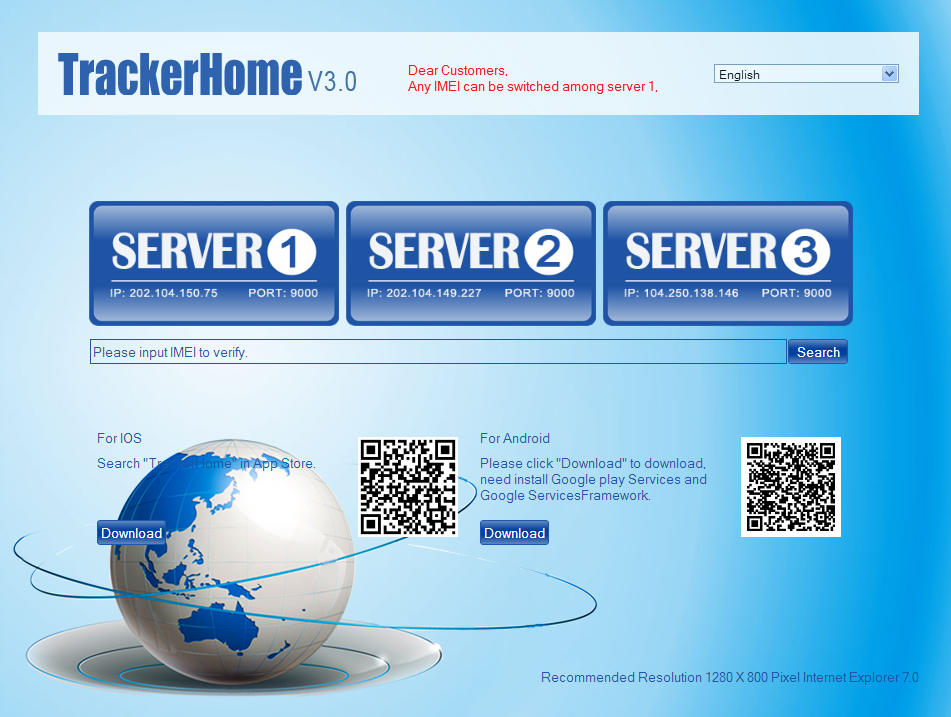 TrackerHome V3.0
Dear Customers,
Any IMEI can be switched among server 1,
English
SERVER 1
IP: 202.104.150.75 PORT: 9000
SERVER 2
IP: 202.104.149.227 PORT: 9000
SERVER 3
IP: 104.250.138.146 PORT: 9000
Please input IMEI to verify.
Search
For IOS
Search "TrackerHome" in App Store.
Download
For Android
Please click "Download" to download,
need install Google play Services and
Google ServicesFramework.
Download
Recommended Resolution 1280 X 800 Pixel Internet Explorer 7.0